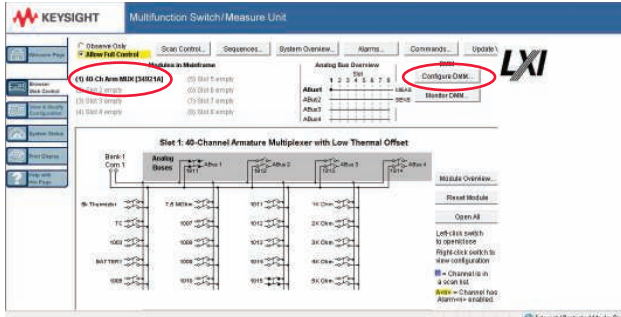 KEYSIGHT
Multifunction Switch/Measure Unit
LXI
Welcome Page
Browser Web Control
View & Modify Configuration
System Status
Print Display
Help with this Page
Observe Only
Allow Full Control
Scan Control...
Sequences...
System Overview...
Alarms...
Commands...
Update
Modules in Mainframe
(1) 40-Ch Arm MUX [34921A]
(2) Slot 2 empty
(3) Slot 3 empty
(4) Slot 4 empty
(5) Slot 5 empty
(6) Slot 6 empty
(7) Slot 7 empty
(8) Slot 8 empty
Analog Bus Overview
Slot
1 2 3 4 5 6 7 8
ABus1
ABus2
ABus3
ABus4
MEAS
SENS
DMM
Configure DMM...
Monitor DMM...
Slot 1: 40-Channel Armature Multiplexer with Low Thermal Offset
Bank 1
Com 1
Analog Buses
ABus 1
ABus 2
ABus 3
ABus 4
1911
1912
1913
1914
5k Thermistor
7.5 MOhm
1011
1K Ohm
TC
1007
1012
2K Ohm
1003
1008
1013
3K Ohm
BATTERY
1009
1014
4K Ohm
1005
1010
1015
5K Ohm
Module Overview...
Reset Module
Open All
Left-click switch to open/close
Right-click switch to view configuration
= Channel is in a scan list.
A<n> = Channel has Alarm<n> enabled.